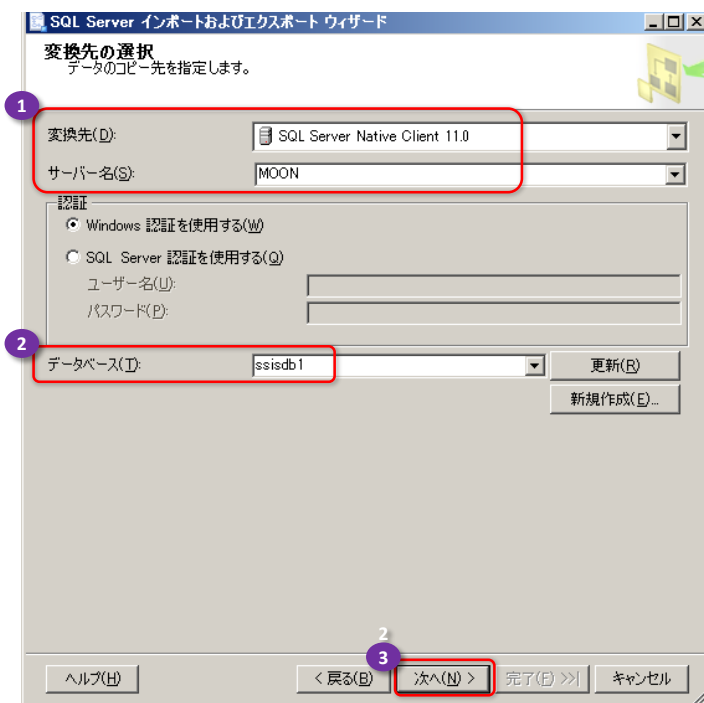 SQL Server インポートおよびエクスポート ウィザード
変換先の選択
データのコピー先を指定します。
1
変換先(D):
SQL Server Native Client 11.0
サーバー名(S):
MOON
認証
Windows 認証を使用する(W)
SQL Server 認証を使用する(Q)
ユーザー名(U):
パスワード(P):
2
データベース(T):
ssisdb1
更新(R)
新規作成(E)...
2
3
ヘルプ(H)
< 戻る(B)
次へ(N) >
完了(F) >>|
キャンセル